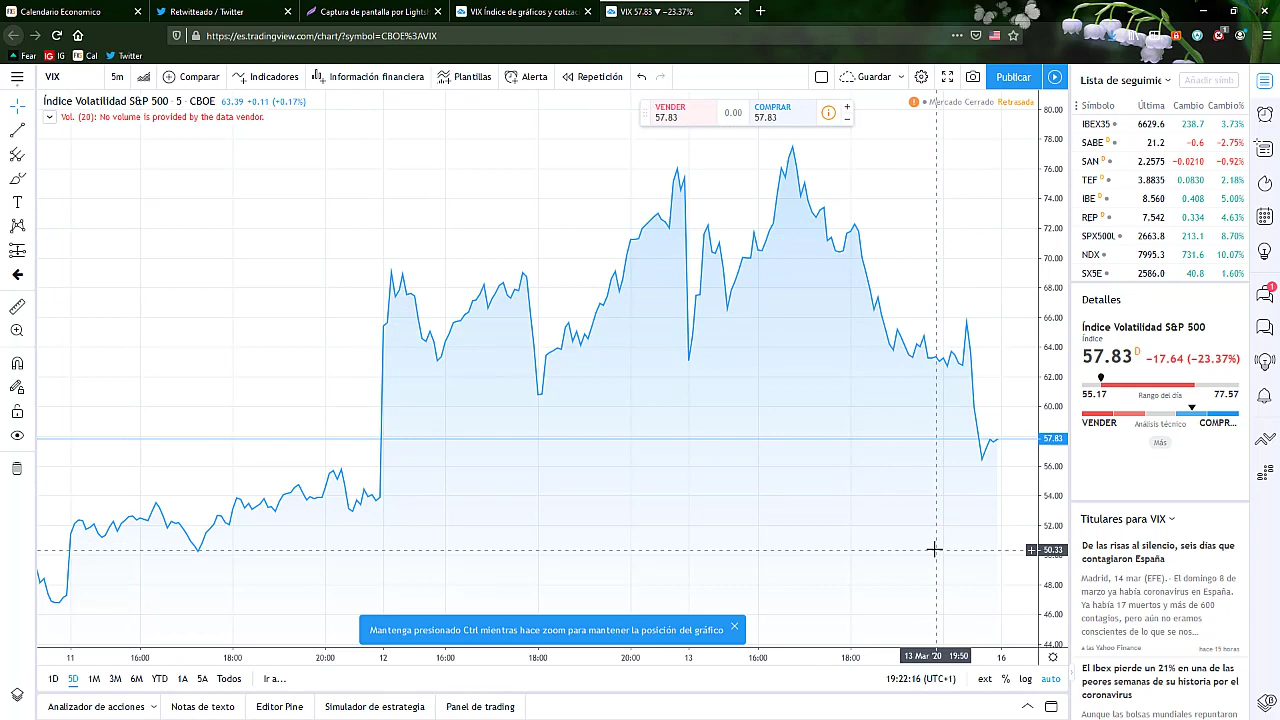 Calendario Economico
Retwitteado / Twitter
Captura de pantalla por Lightsh
VIX Índice de gráficos y cotizac
VIX 57.83 ▼ −23.37%
https://es.tradingview.com/chart/?symbol=CBOE%3AVIX
Fear
IG
Cal
Twitter
VIX
5m
Comparar
Indicadores
Información financiera
Plantillas
Alerta
Repetición
Guardar
Publicar
Índice Volatilidad S&P 500 · 5 · CBOE 63.39 +0.11 (+0.17%)
Vol. (20): No volume is provided by the data vendor.
VENDER
57.83
0.00
COMPRAR
57.83
Mercado Cerrado Retrasada
80.00
78.00
76.00
74.00
72.00
70.00
68.00
66.00
64.00
62.00
60.00
57.83
56.00
54.00
52.00
50.33
48.00
46.00
44.00
Mantenga presionado Ctrl mientras hace zoom para mantener la posición del gráfico
11 16:00 18:00 20:00 12 16:00 18:00 20:00 13 16:00 18:00 13 Mar '20 19:50 16
1D 5D 1M 3M 6M YTD 1A 5A Todos Ir a...
19:22:16 (UTC+1) ext % log auto
Analizador de acciones
Notas de texto
Editor Pine
Simulador de estrategia
Panel de trading
Lista de seguimie
Añadir símb
Símbolo Última Cambio Cambio%
IBEX35 6629.6 238.7 3.73%
SABE D 21.2 −0.6 −2.75%
SAN D 2.2575 −0.0210 −0.92%
TEF D 3.8835 0.0830 2.18%
IBE D 8.560 0.408 5.00%
REP D 7.542 0.334 4.63%
SPX500U 2663.8 213.1 8.70%
NDX 7995.3 731.6 10.07%
SX5E 2586.0 40.8 1.60%
Detalles
Índice Volatilidad S&P 500
Índice
57.83 D −17.64 (−23.37%)
55.17 Rango del día 77.57
VENDER Análisis técnico COMPR...
Más
Titulares para VIX
De las risas al silencio, seis días que
contagiaron España
Madrid, 14 mar (EFE).- El domingo 8 de
marzo ya había coronavirus en España.
Ya había 17 muertos y más de 600
contagios, pero aún no eramos
conscientes de lo que se nos...
a las Yahoo Finance hace 15 horas
El Ibex pierde un 21% en una de las
peores semanas de su historia por el
coronavirus
Aunque las bolsas mundiales repuntaron
1